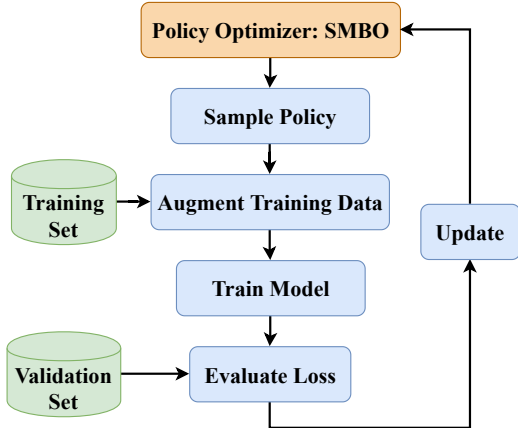 Policy Optimizer: SMBO
Sample Policy
Training
Set
Augment Training Data
Update
Train Model
Validation
Set
Evaluate Loss